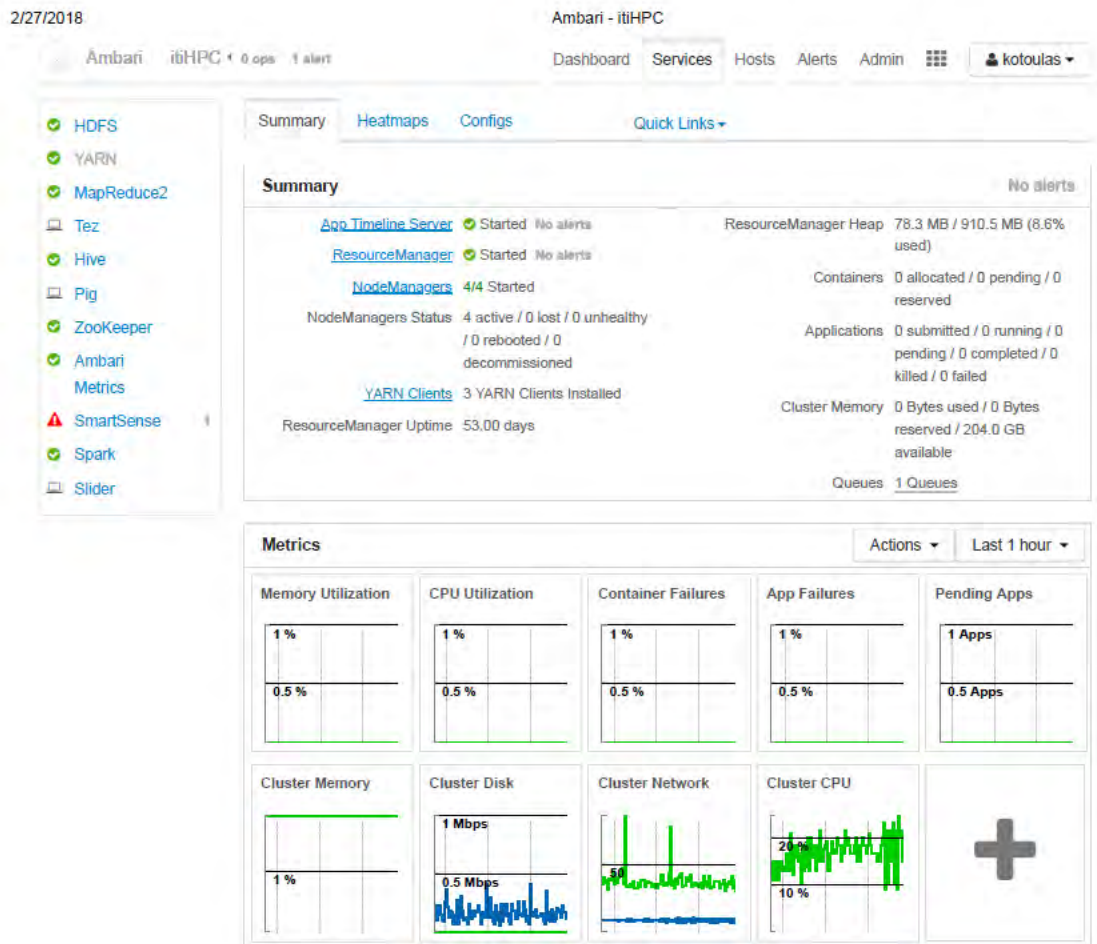 2/27/2018 Ambari - itiHPC
Ambari itiHPC 0 ops 1 alert Dashboard Services Hosts Alerts Admin kotoulas
HDFS
YARN
MapReduce2
Tez
Hive
Pig
ZooKeeper
Ambari
Metrics
SmartSense 1
Spark
Slider
Summary Heatmaps Configs Quick Links
Summary No alerts
App Timeline Server Started No alerts
ResourceManager Started No alerts
NodeManagers 4/4 Started
NodeManagers Status 4 active / 0 lost / 0 unhealthy
/ 0 rebooted / 0
decommissioned
YARN Clients 3 YARN Clients Installed
ResourceManager Uptime 53.00 days
ResourceManager Heap 78.3 MB / 910.5 MB (8.6%
used)
Containers 0 allocated / 0 pending / 0
reserved
Applications 0 submitted / 0 running / 0
pending / 0 completed / 0
killed / 0 failed
Cluster Memory 0 Bytes used / 0 Bytes
reserved / 204.0 GB
available
Queues 1 Queues
Metrics Actions Last 1 hour
Memory Utilization CPU Utilization Container Failures App Failures Pending Apps
1 % 1 % 1 % 1 % 1 Apps
0.5 % 0.5 % 0.5 % 0.5 % 0.5 Apps
Cluster Memory Cluster Disk Cluster Network Cluster CPU
1 Mbps
20 %
50
1 % 0.5 Mbps 10 %